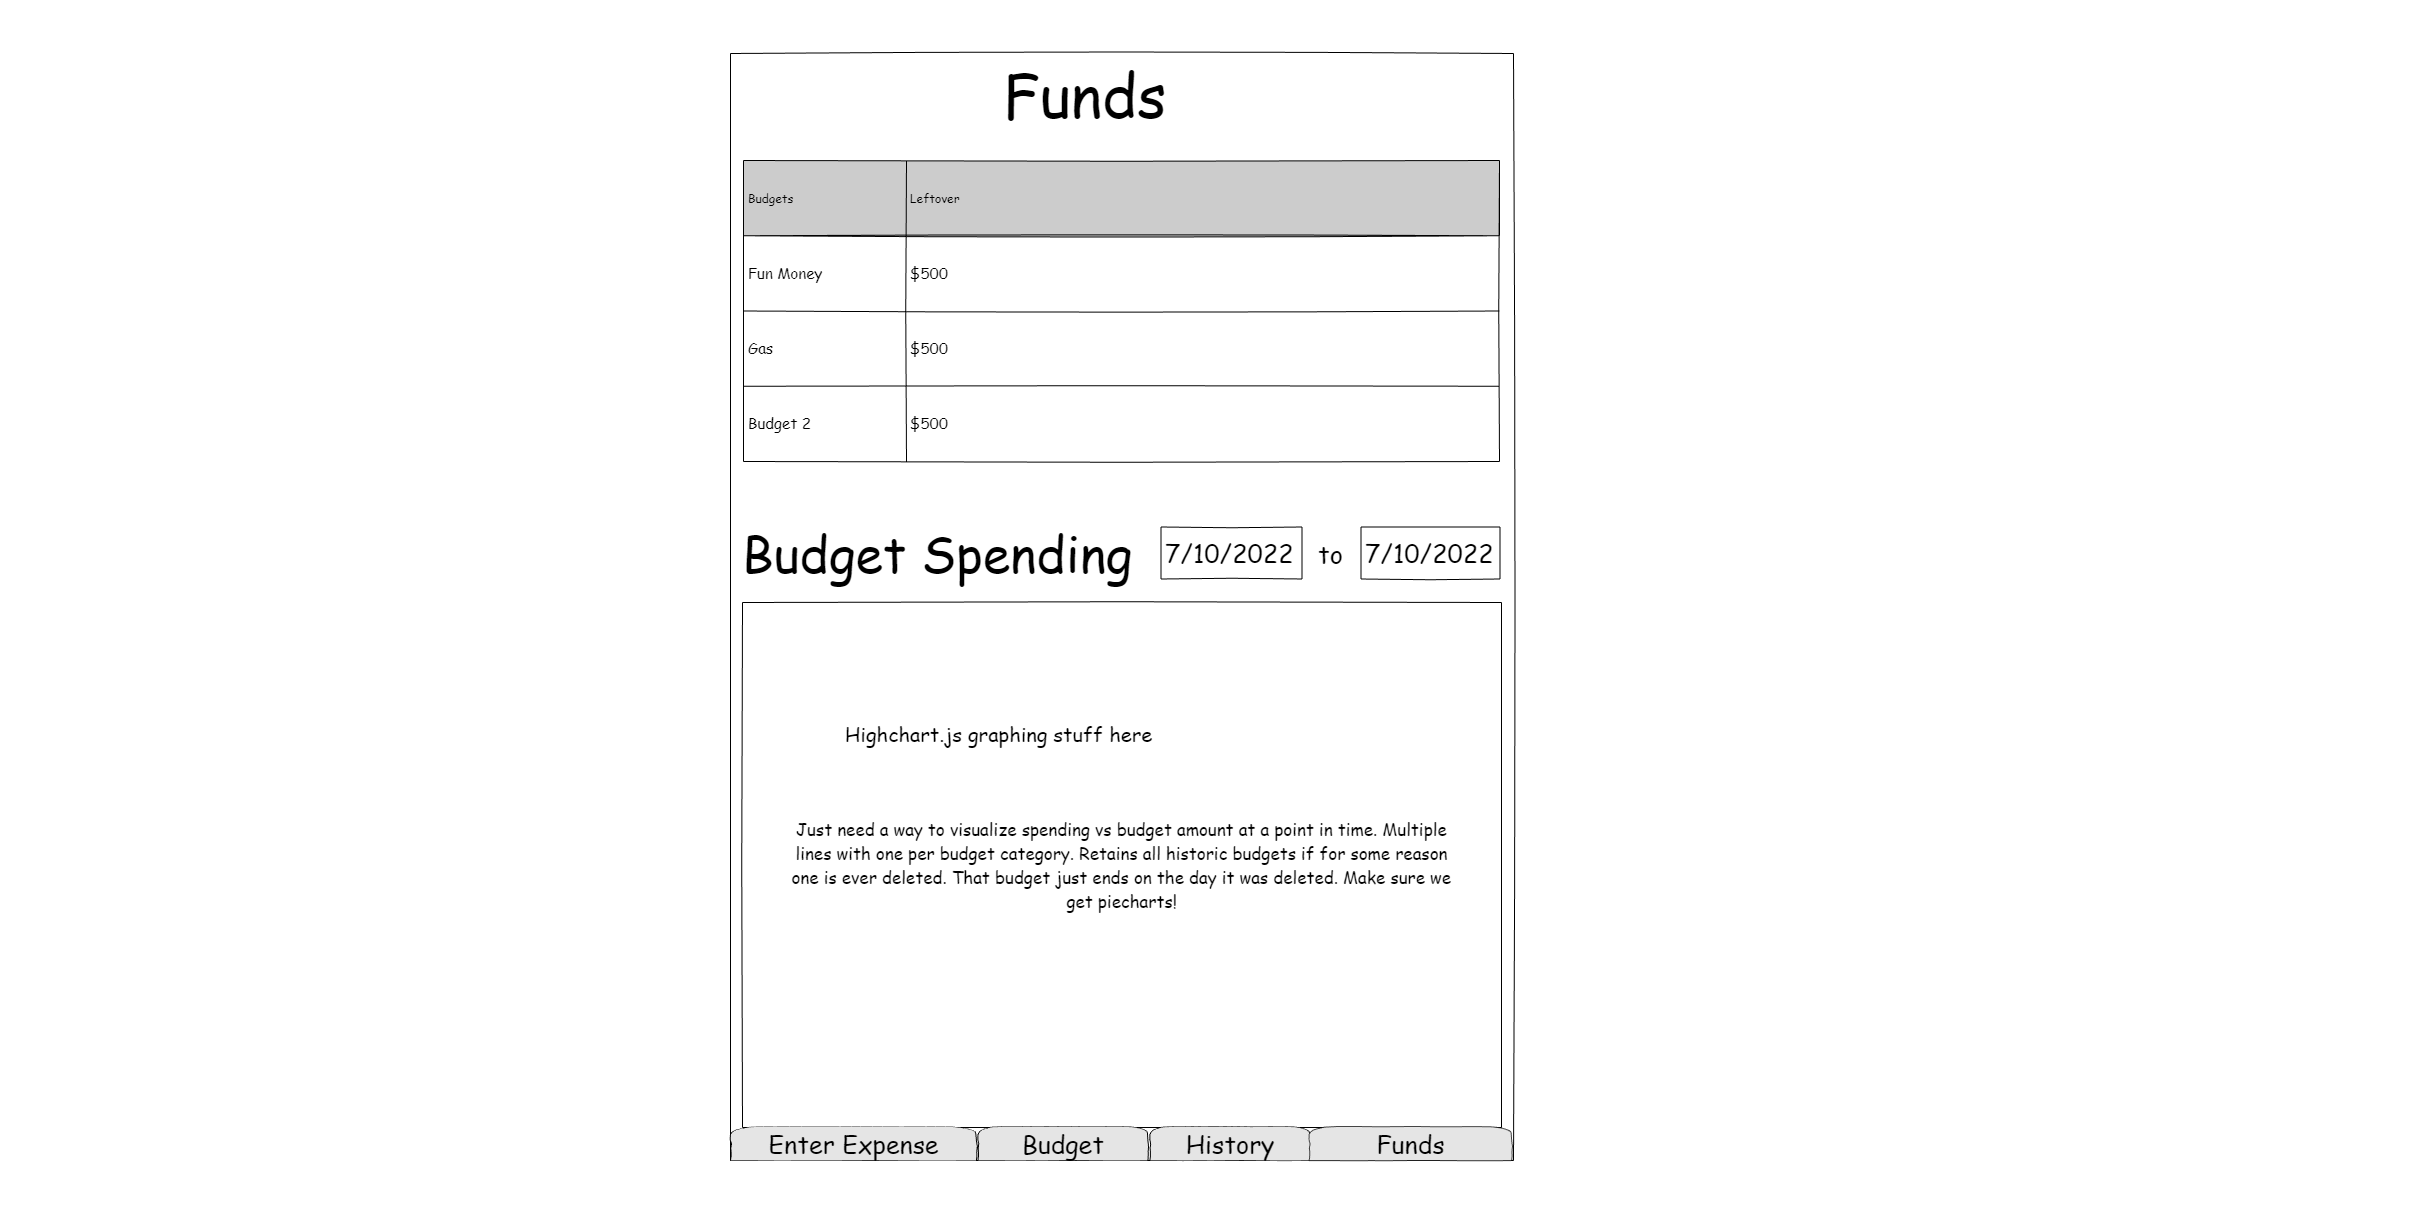 Funds
Budgets Leftover
Fun Money $500
Gas $500
Budget 2 $500
Budget Spending 7/10/2022 to 7/10/2022
Highchart.js graphing stuff here
Just need a way to visualize spending vs budget amount at a point in time. Multiple
lines with one per budget category. Retains all historic budgets if for some reason
one is ever deleted. That budget just ends on the day it was deleted. Make sure we
get piecharts!
Enter Expense Budget History Funds